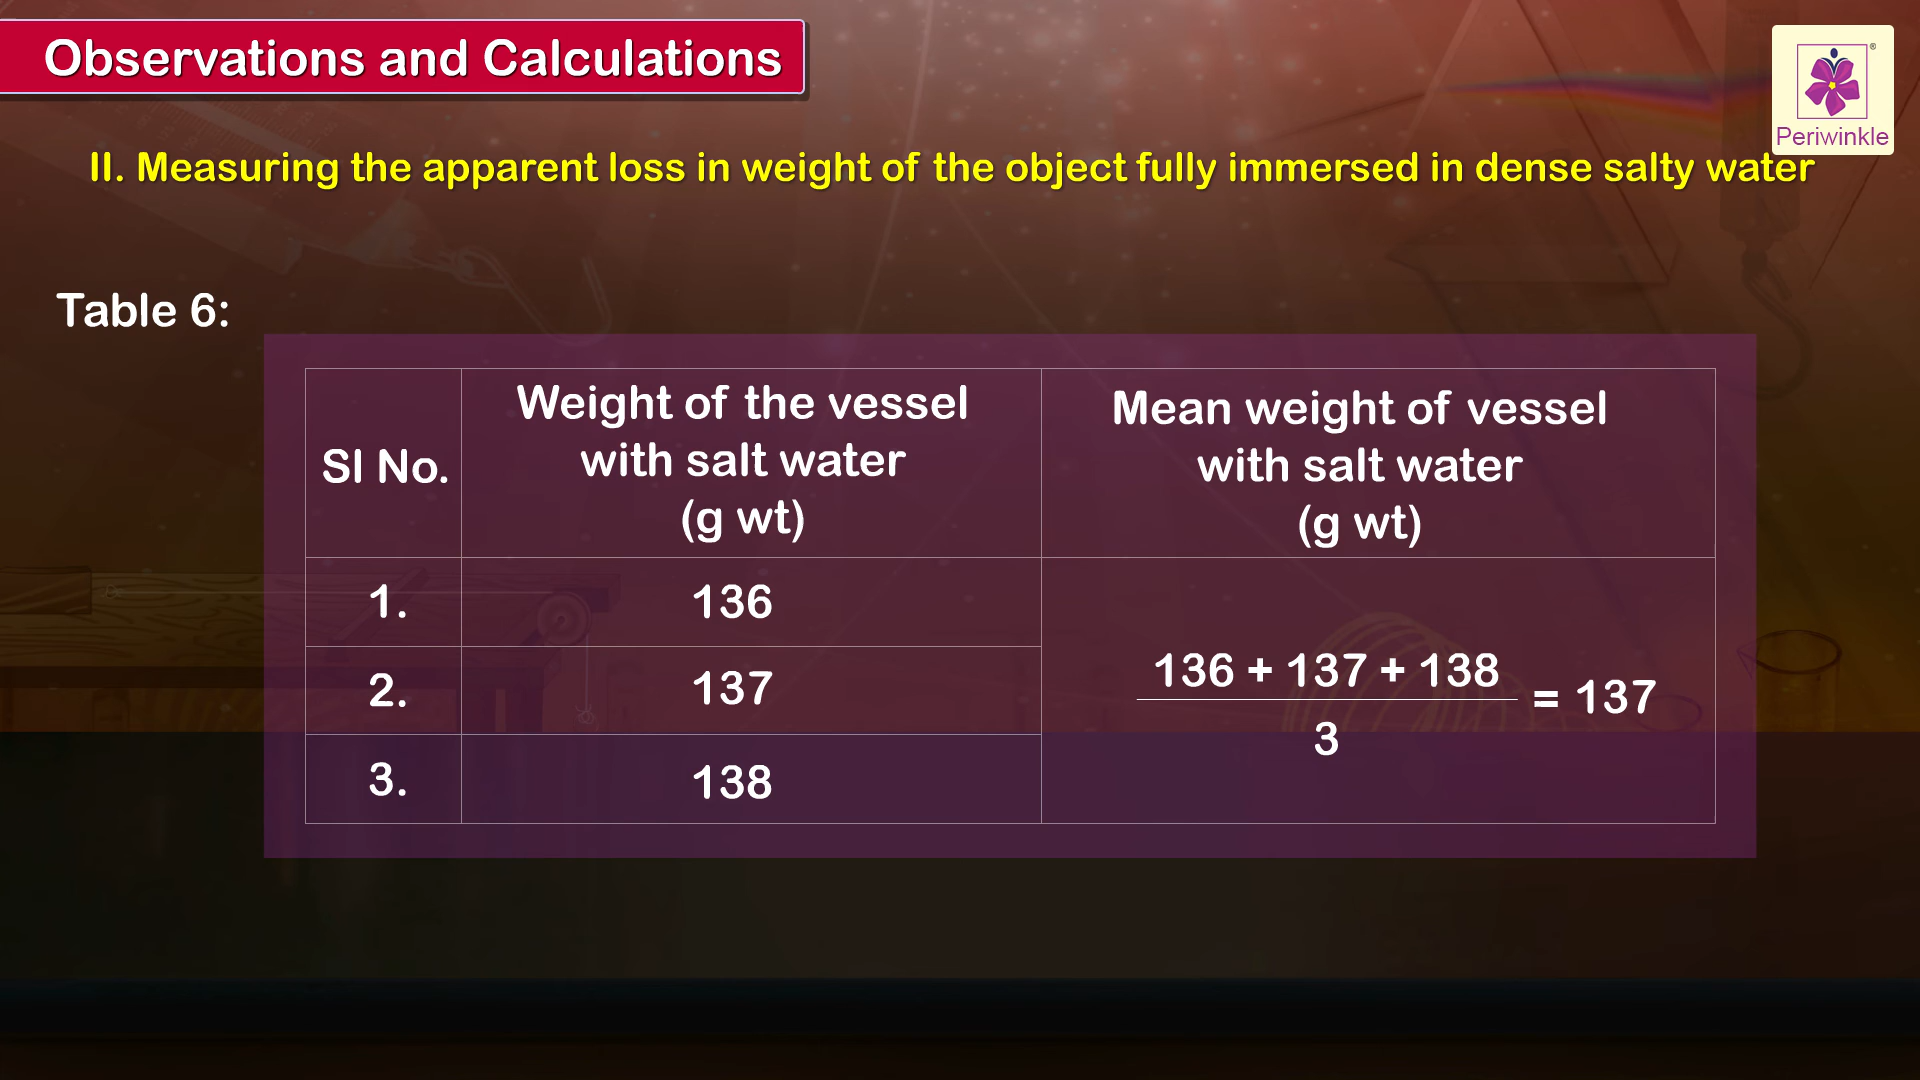 Observations and Calculations
®
Periwinkle
II. Measuring the apparent loss in weight of the object fully immersed in dense salty water
Table 6:
Sl No.
Weight of the vessel
with salt water
(g wt)
Mean weight of vessel
with salt water
(g wt)
1.
136
2.
137
3.
138
136 + 137 + 138
3
= 137